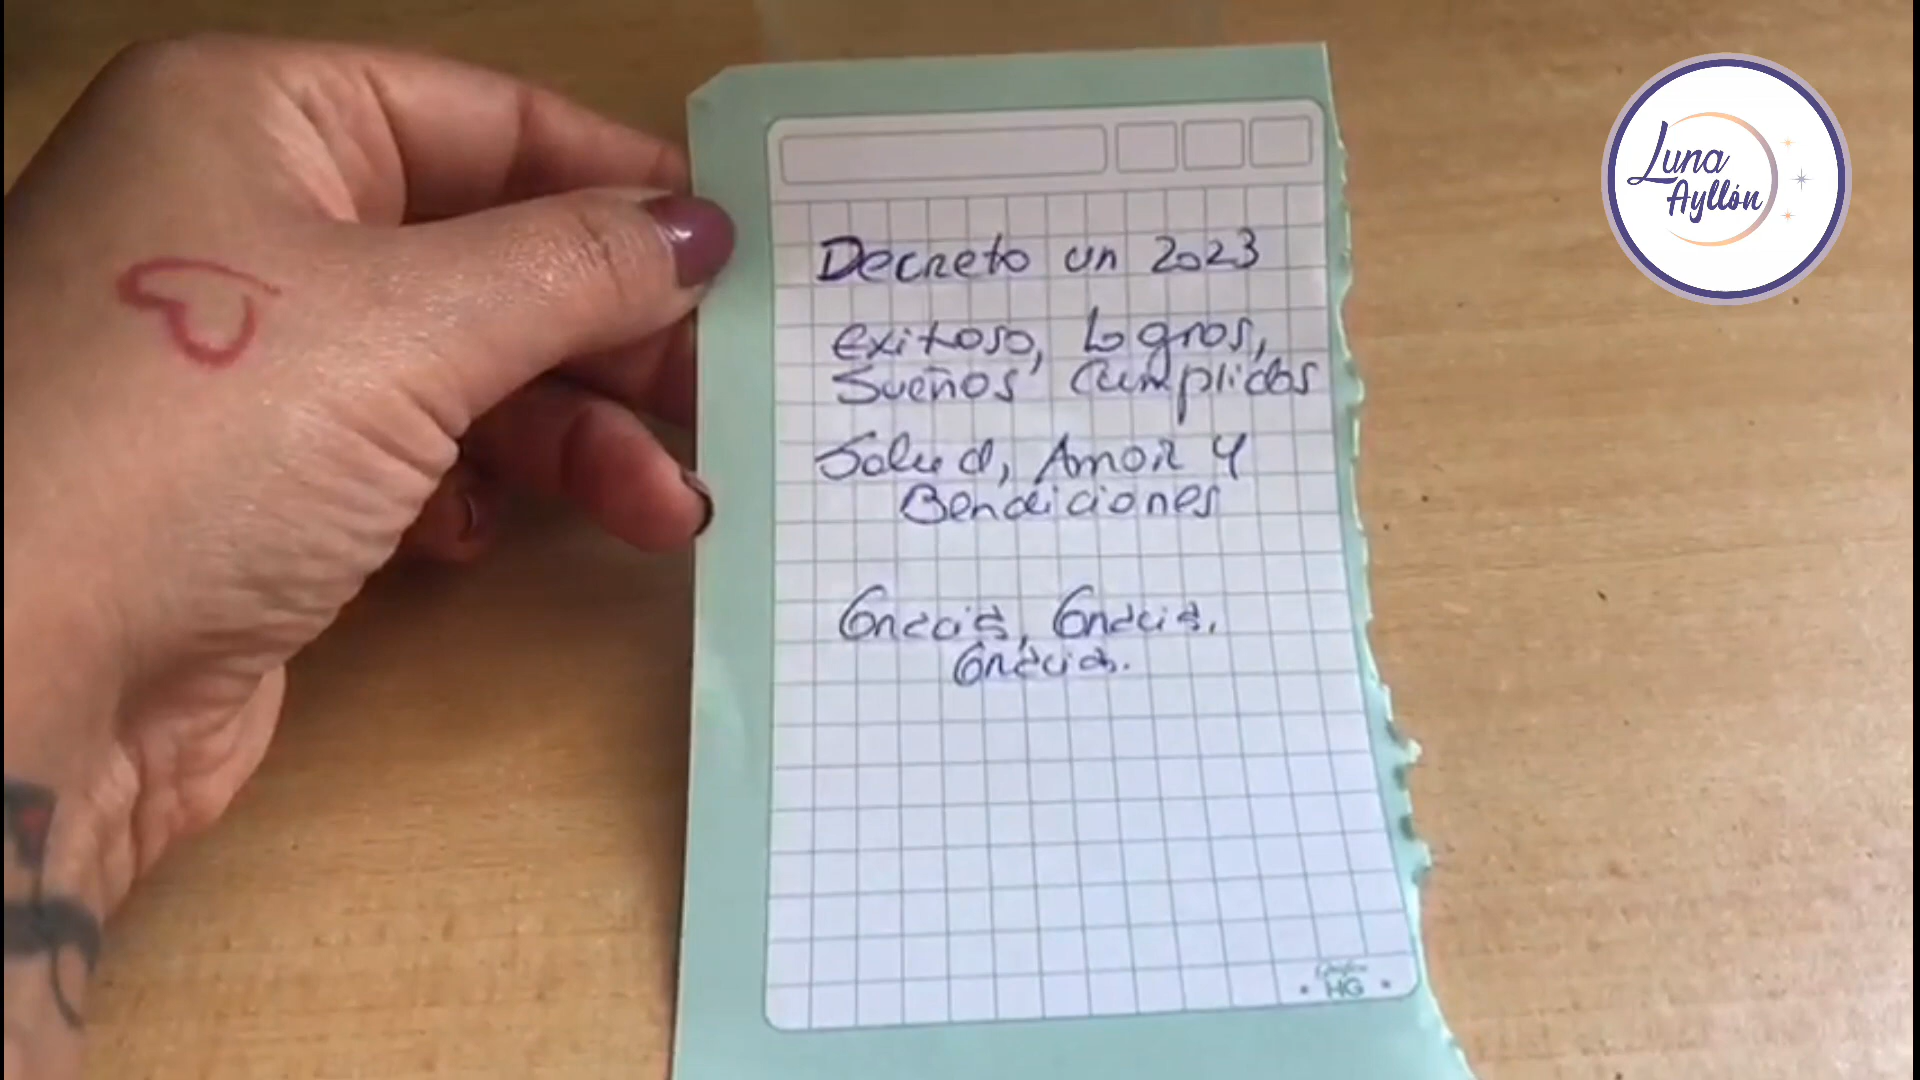 Decreto un 2023
exitoso, Logros,
Sueños Cumplidos
Salud, Amor y
Bendiciones
Gracias, Gracias,
Gracias.
HG
Luna
Ayllón